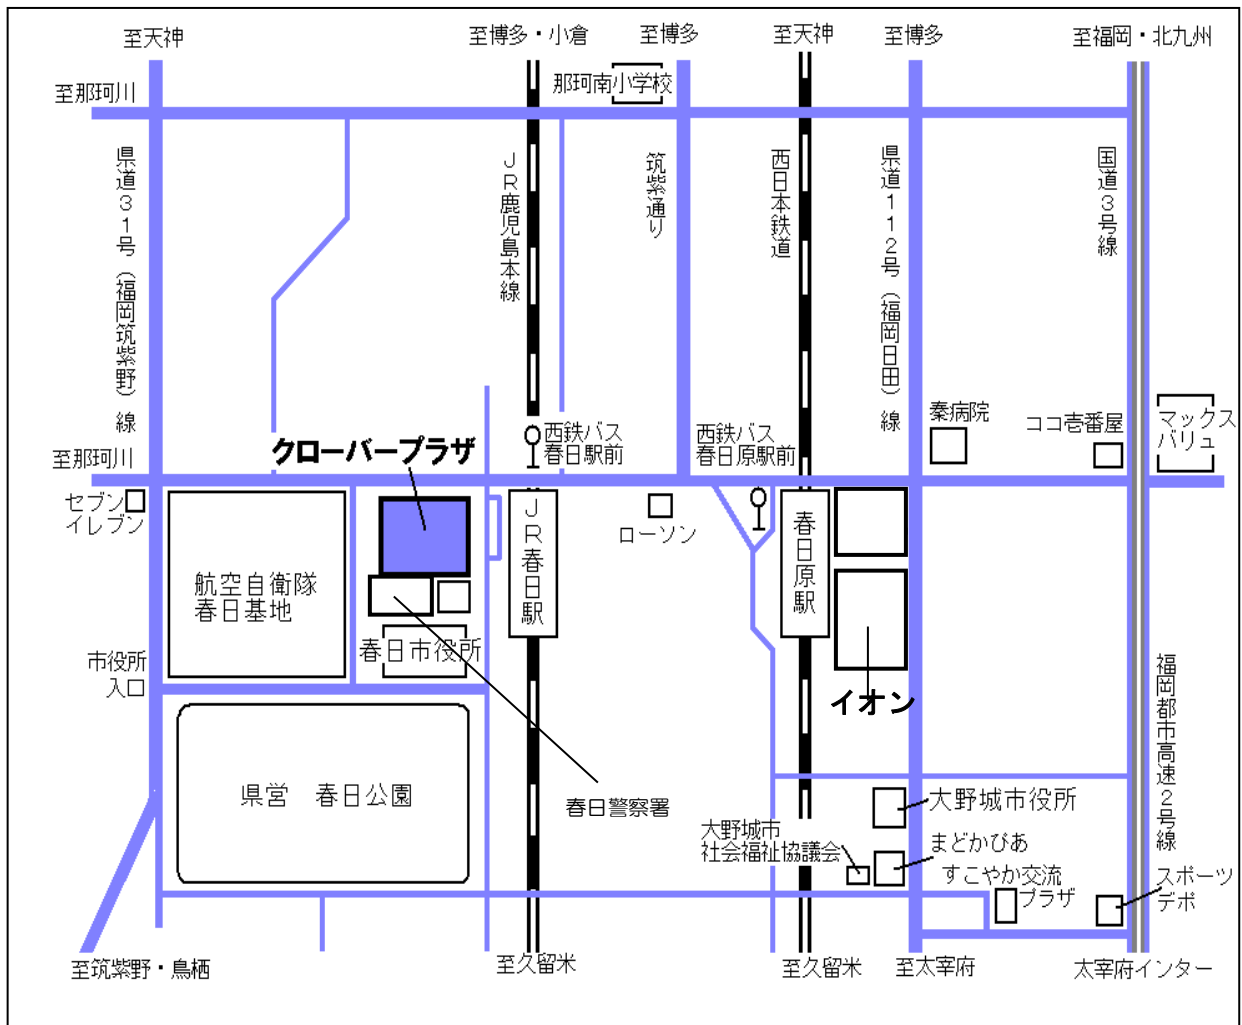 至天神
至博多・小倉
至博多
至天神
至博多
至福岡・北九州
那珂南小学校
至那珂川
県道31号（福岡筑紫野）線
JR鹿児島本線
筑紫通り
西日本鉄道
県道112号（福岡日田）線
国道3号線
秦病院
ココ壱番屋
マックス
バリュ
西鉄バス
春日駅前
西鉄バス
春日原駅前
クローバープラザ
至那珂川
セブン
イレブン
ローソン
JR春日駅
春日原駅
航空自衛隊
春日基地
春日市役所
市役所
入口
イオン
福岡都市高速2号線
県営　春日公園
春日警察署
大野城市役所
大野城市
社会福祉協議会
まどかぴあ
すこやか交流
プラザ
スポーツ
デポ
至筑紫野・鳥栖
至久留米
至久留米
至太宰府
太宰府インター